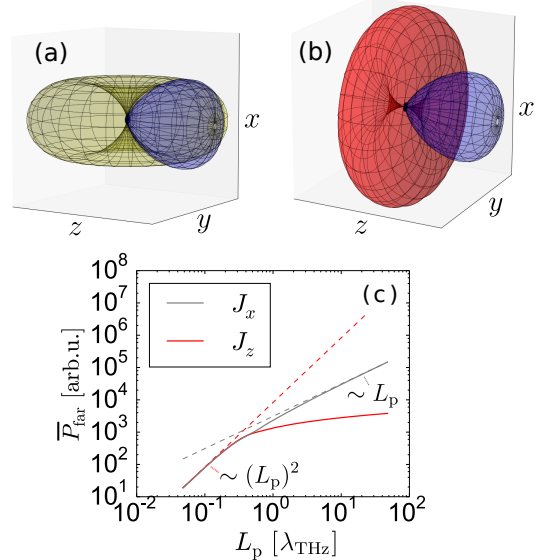 (a)
(b)
x
z
y
x
z
y
(c)
P̅_far [arb.u.]
10^8
10^7
10^6
10^5
10^4
10^3
10^2
10^1
J_x
J_z
~ L_p
~ (L_p)^2
10^-2
10^-1
10^0
10^1
10^2
L_p [λ_THz]